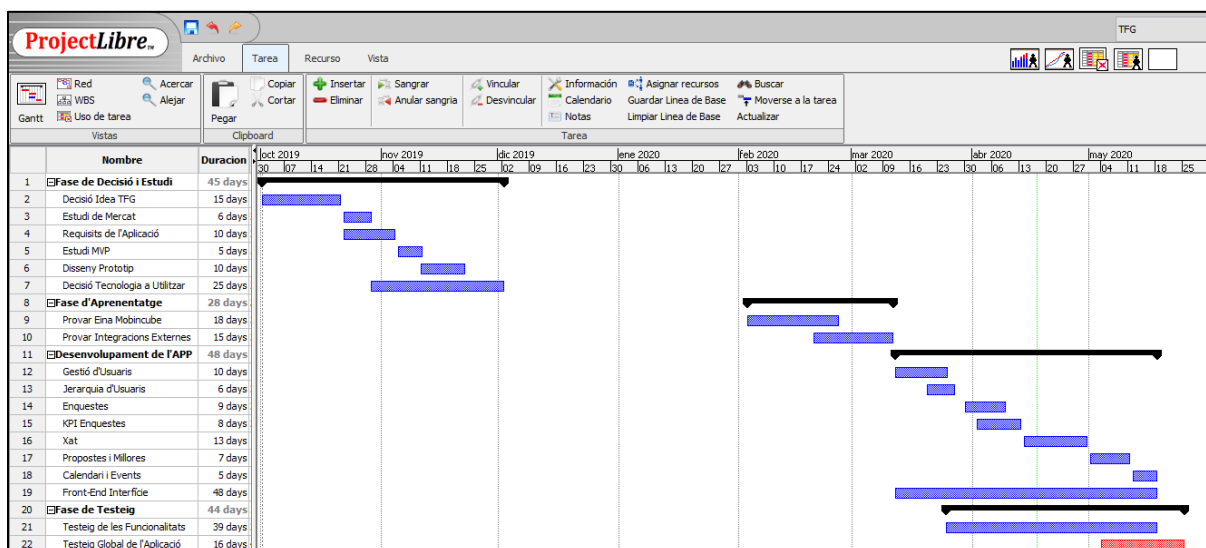 ProjectLibre™
TFG
Archivo Tarea Recurso Vista
Red Acercar Copiar Insertar Sangrar Vincular Información Asignar recursos Buscar
WBS Alejar Cortar Eliminar Anular sangria Desvincular Calendario Guardar Linea de Base Moverse a la tarea
Gantt Uso de tarea Pegar Notas Limpiar Linea de Base Actualizar
Vistas Clipboard Tarea
Nombre Duracion oct 2019 nov 2019 dic 2019 ene 2020 feb 2020 mar 2020 abr 2020 may 2020
30 07 14 21 28 04 11 18 25 02 09 16 23 30 06 13 20 27 03 10 17 24 02 09 16 23 30 06 13 20 27 04 11 18 25
1 Fase de Decisió i Estudi 45 days
2 Decisió Idea TFG 15 days
3 Estudi de Mercat 6 days
4 Requisits de l'Aplicació 10 days
5 Estudi MVP 5 days
6 Disseny Prototip 10 days
7 Decisió Tecnologia a Utilitzar 25 days
8 Fase d'Aprenentatge 28 days
9 Provar Eina Mobincube 18 days
10 Provar Integracions Externes 15 days
11 Desenvolupament de l'APP 48 days
12 Gestió d'Usuaris 10 days
13 Jerarquia d'Usuaris 6 days
14 Enquestes 9 days
15 KPI Enquestes 8 days
16 Xat 13 days
17 Propostes i Millores 7 days
18 Calendari i Events 5 days
19 Front-End Interfície 48 days
20 Fase de Testeig 44 days
21 Testeig de les Funcionalitats 39 days
22 Testeig Global de l'Aplicació 16 days